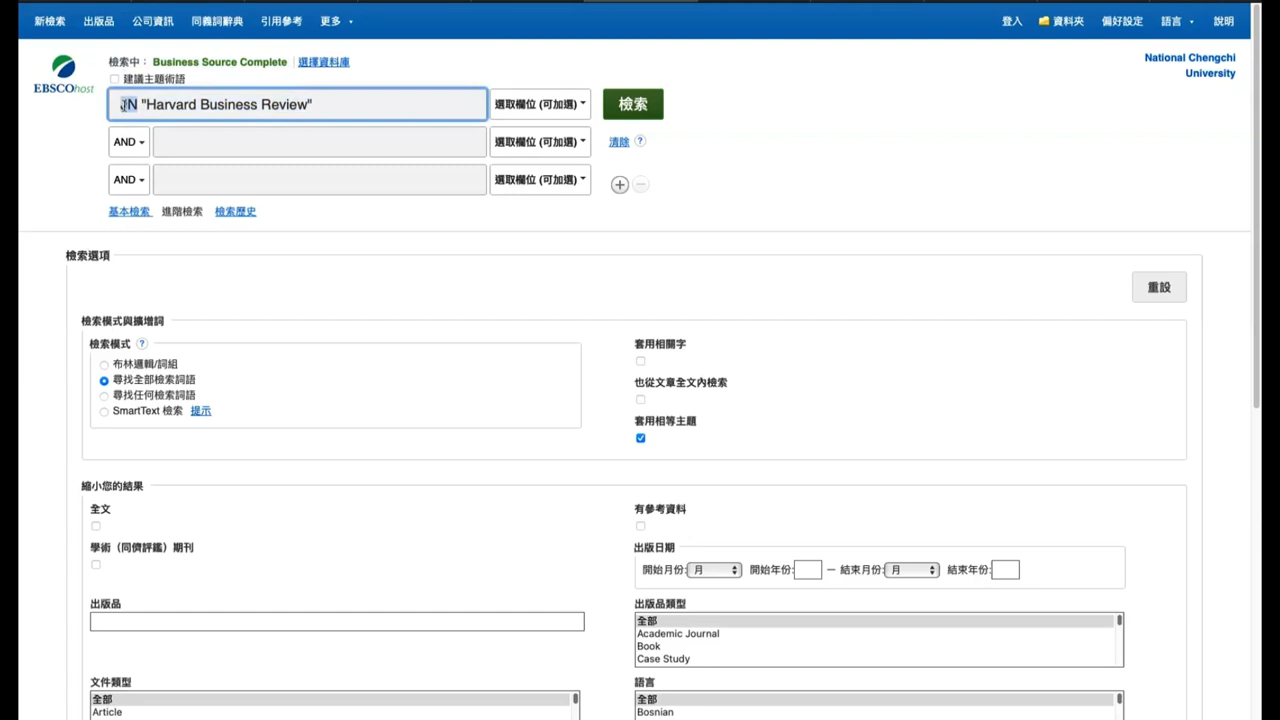 新檢索 出版品 公司資訊 同義詞辭典 引用參考 更多 登入 資料夾 偏好設定 語言 說明
EBSCOhost
檢索中： Business Source Complete 選擇資料庫
National Chengchi
University
建議主題術語
"Harvard Business Review" 選取欄位 (可加選) 檢索
AND 選取欄位 (可加選) 清除 ?
AND 選取欄位 (可加選)
基本檢索 進階檢索 檢索歷史
檢索選項
重設
檢索模式與擴增詞
檢索模式 ?
布林邏輯/詞組
尋找全部檢索詞語
尋找任何檢索詞語
SmartText 檢索 提示
套用相關字
也從文章全文內檢索
套用相等主題
縮小您的結果
全文
學術（同儕評鑑）期刊
出版品
文件類型
全部
Article
有參考資料
出版日期
開始月份: 月 開始年份: – 結束月份: 月 結束年份:
出版品類型
全部
Academic Journal
Book
Case Study
語言
全部
Bosnian